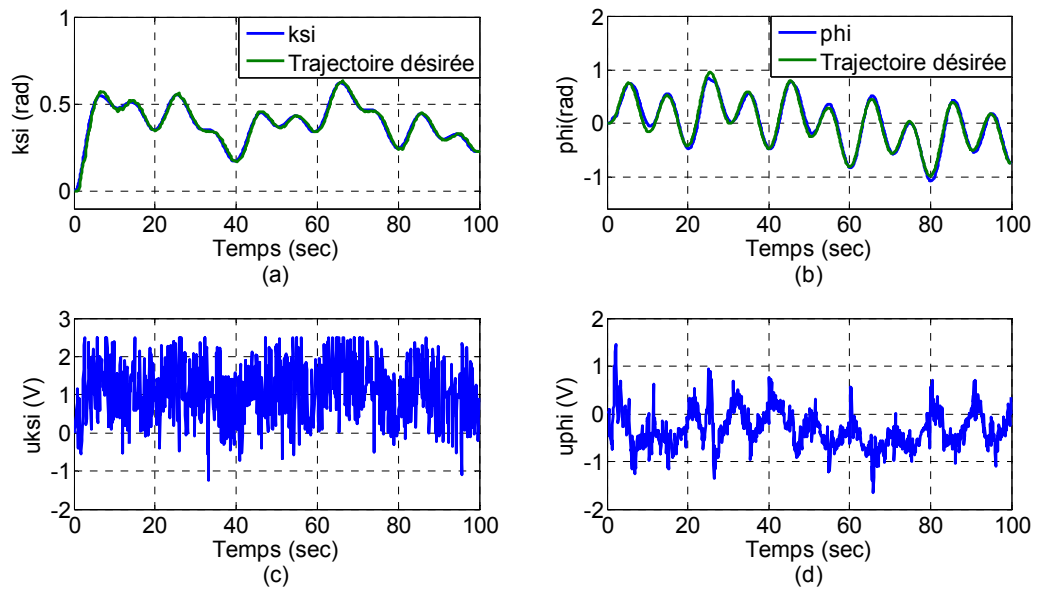 1
0.5
0
ksi (rad)
ksi
Trajectoire désirée
0 20 40 60 80 100
Temps (sec)
(a)
2
1
0
-1
phi(rad)
phi
Trajectoire désirée
0 20 40 60 80 100
Temps (sec)
(b)
3
2
1
0
-1
-2
uksi (V)
0 20 40 60 80 100
Temps (sec)
(c)
2
1
0
-1
-2
uphi (V)
0 20 40 60 80 100
Temps (sec)
(d)